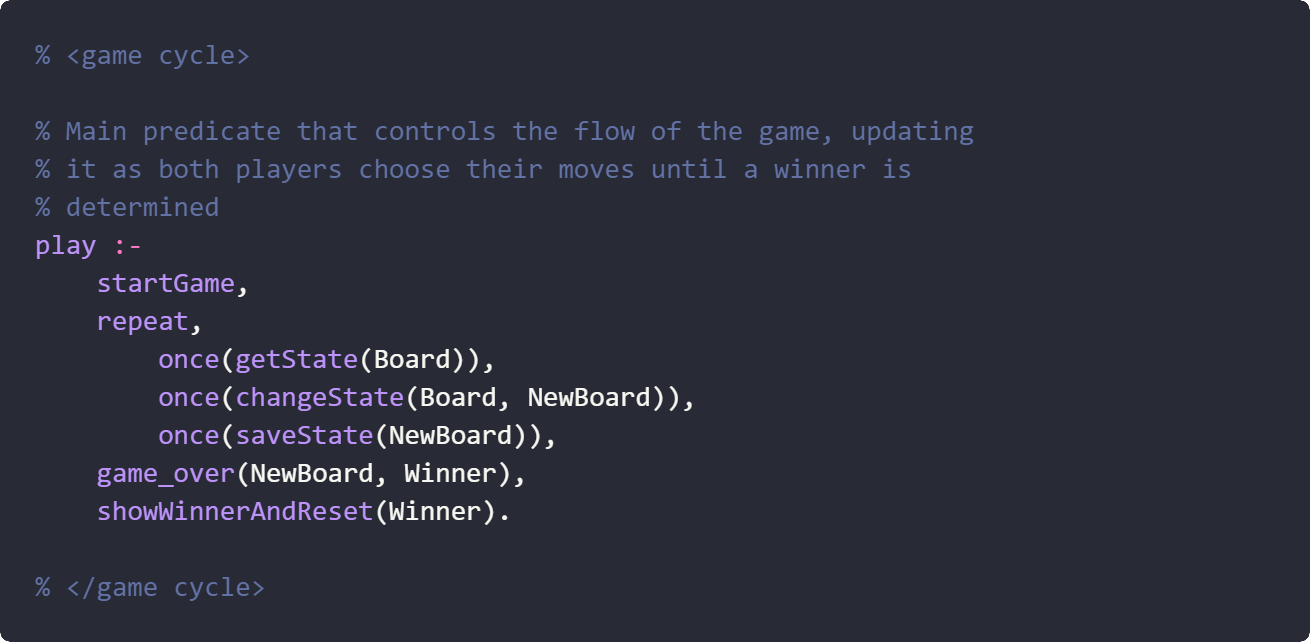 % <game cycle>
% Main predicate that controls the flow of the game, updating
% it as both players choose their moves until a winner is
% determined
play :-
    startGame,
    repeat,
        once(getState(Board)),
        once(changeState(Board, NewBoard)),
        once(saveState(NewBoard)),
    game_over(NewBoard, Winner),
    showWinnerAndReset(Winner).
% </game cycle>